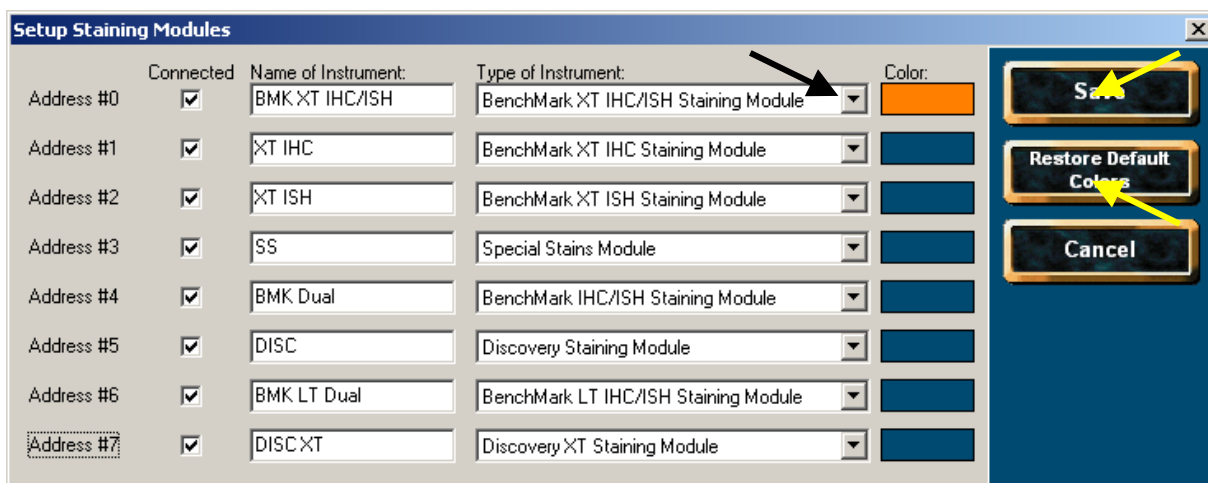 Setup Staining Modules
Connected Name of Instrument: Type of Instrument: Color:
Address #0 BMK XT IHC/ISH BenchMark XT IHC/ISH Staining Module
Address #1 XT IHC BenchMark XT IHC Staining Module
Address #2 XT ISH BenchMark XT ISH Staining Module
Address #3 SS Special Stains Module
Address #4 BMK Dual BenchMark IHC/ISH Staining Module
Address #5 DISC Discovery Staining Module
Address #6 BMK LT Dual BenchMark LT IHC/ISH Staining Module
Address #7 DISC XT Discovery XT Staining Module
Save
Restore Default
Colors
Cancel